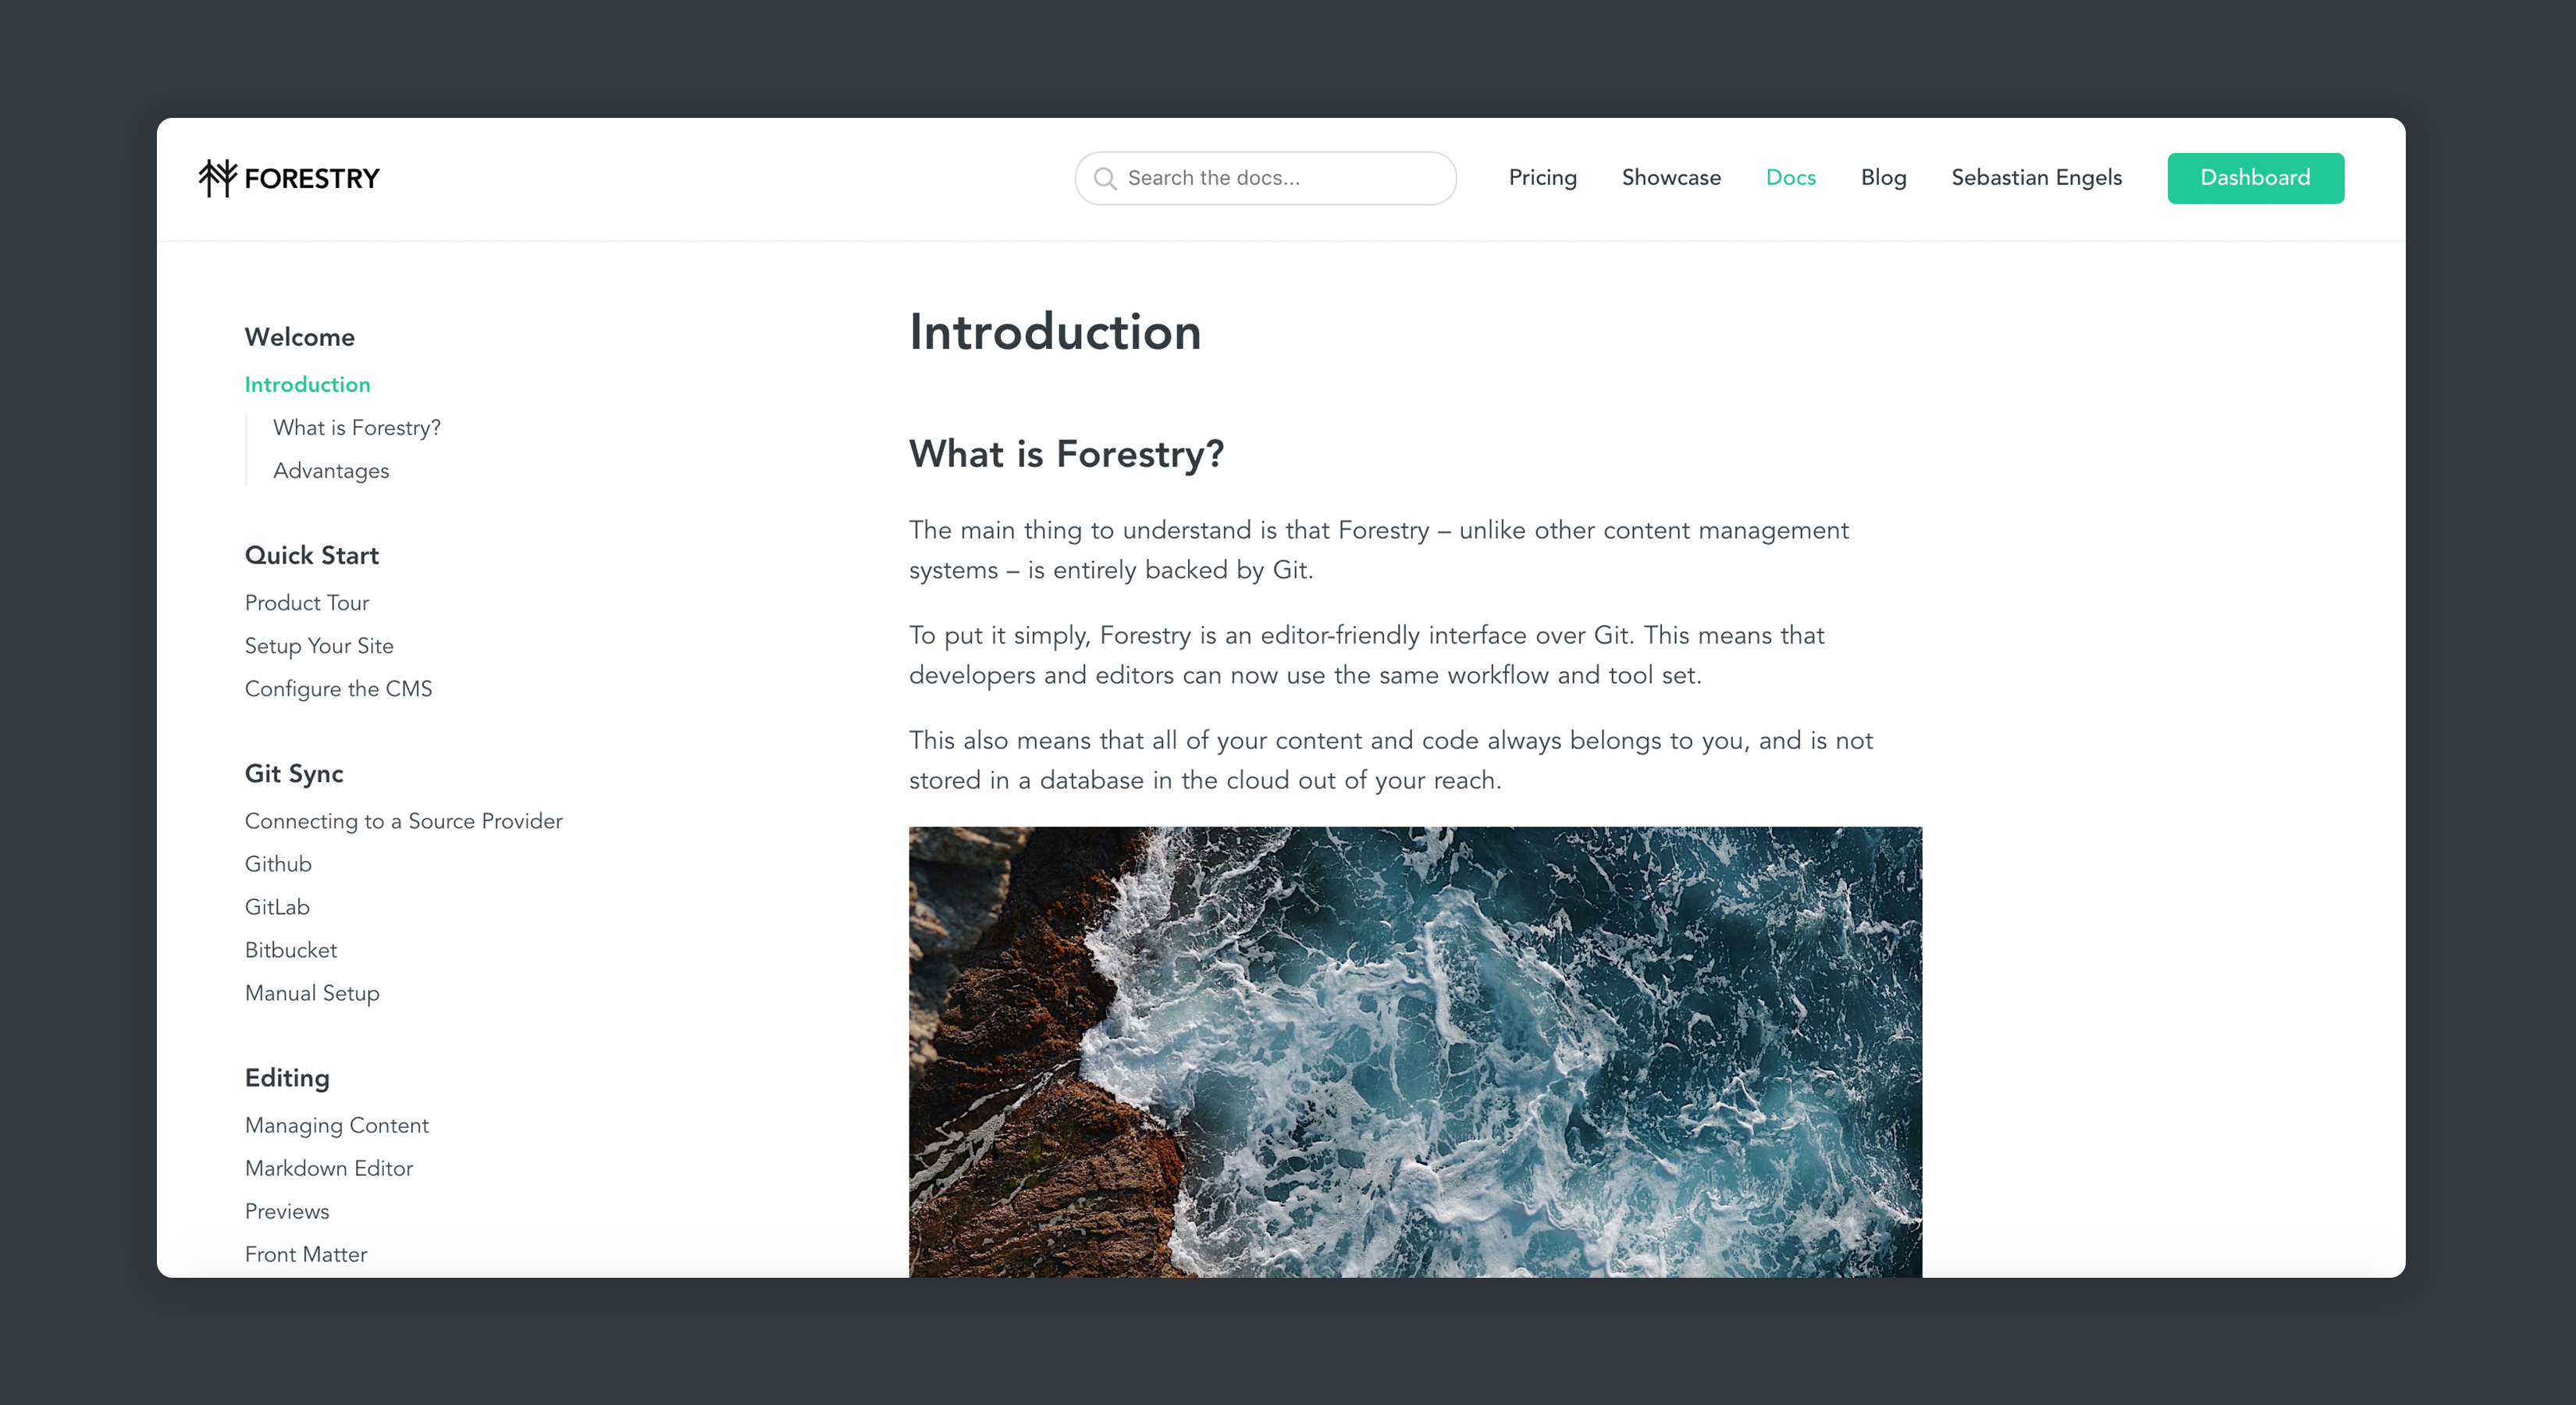 FORESTRY
Search the docs...
Pricing
Showcase
Docs
Blog
Sebastian Engels
Dashboard
Welcome
Introduction
What is Forestry?
Advantages
Quick Start
Product Tour
Setup Your Site
Configure the CMS
Git Sync
Connecting to a Source Provider
Github
GitLab
Bitbucket
Manual Setup
Editing
Managing Content
Markdown Editor
Previews
Front Matter
Introduction
What is Forestry?
The main thing to understand is that Forestry – unlike other content management
systems – is entirely backed by Git.
To put it simply, Forestry is an editor-friendly interface over Git. This means that
developers and editors can now use the same workflow and tool set.
This also means that all of your content and code always belongs to you, and is not
stored in a database in the cloud out of your reach.